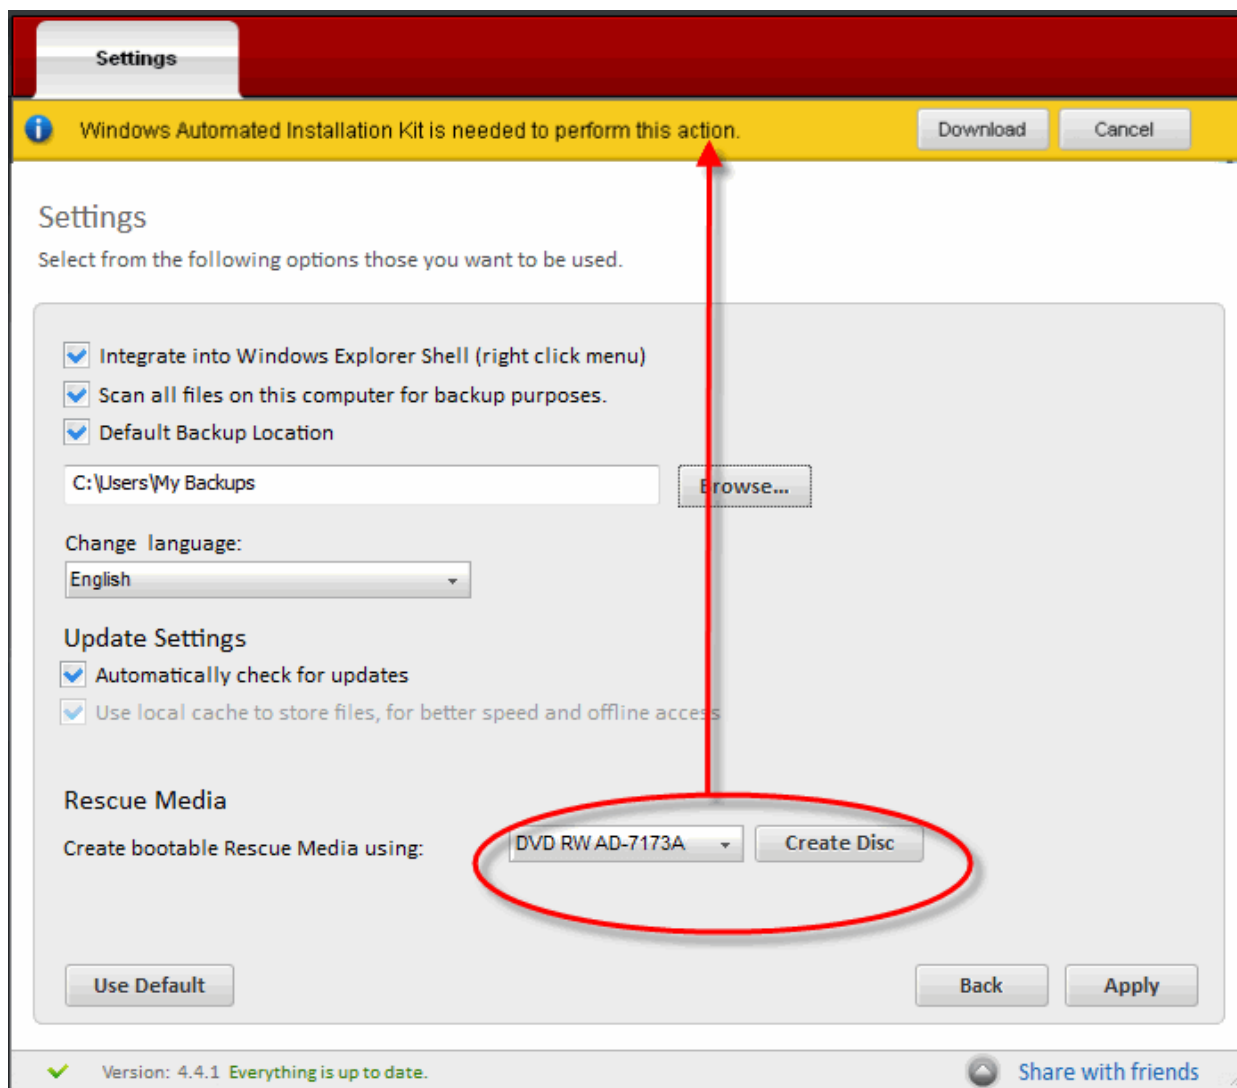 Settings
Windows Automated Installation Kit is needed to perform this action.
Download
Cancel
Settings
Select from the following options those you want to be used.
Integrate into Windows Explorer Shell (right click menu)
Scan all files on this computer for backup purposes.
Default Backup Location
C:\Users\My Backups
Browse...
Change language:
English
Update Settings
Automatically check for updates
Use local cache to store files, for better speed and offline access
Rescue Media
Create bootable Rescue Media using:
DVD RW AD-7173A
Create Disc
Use Default
Back
Apply
Version: 4.4.1 Everything is up to date.
Share with friends